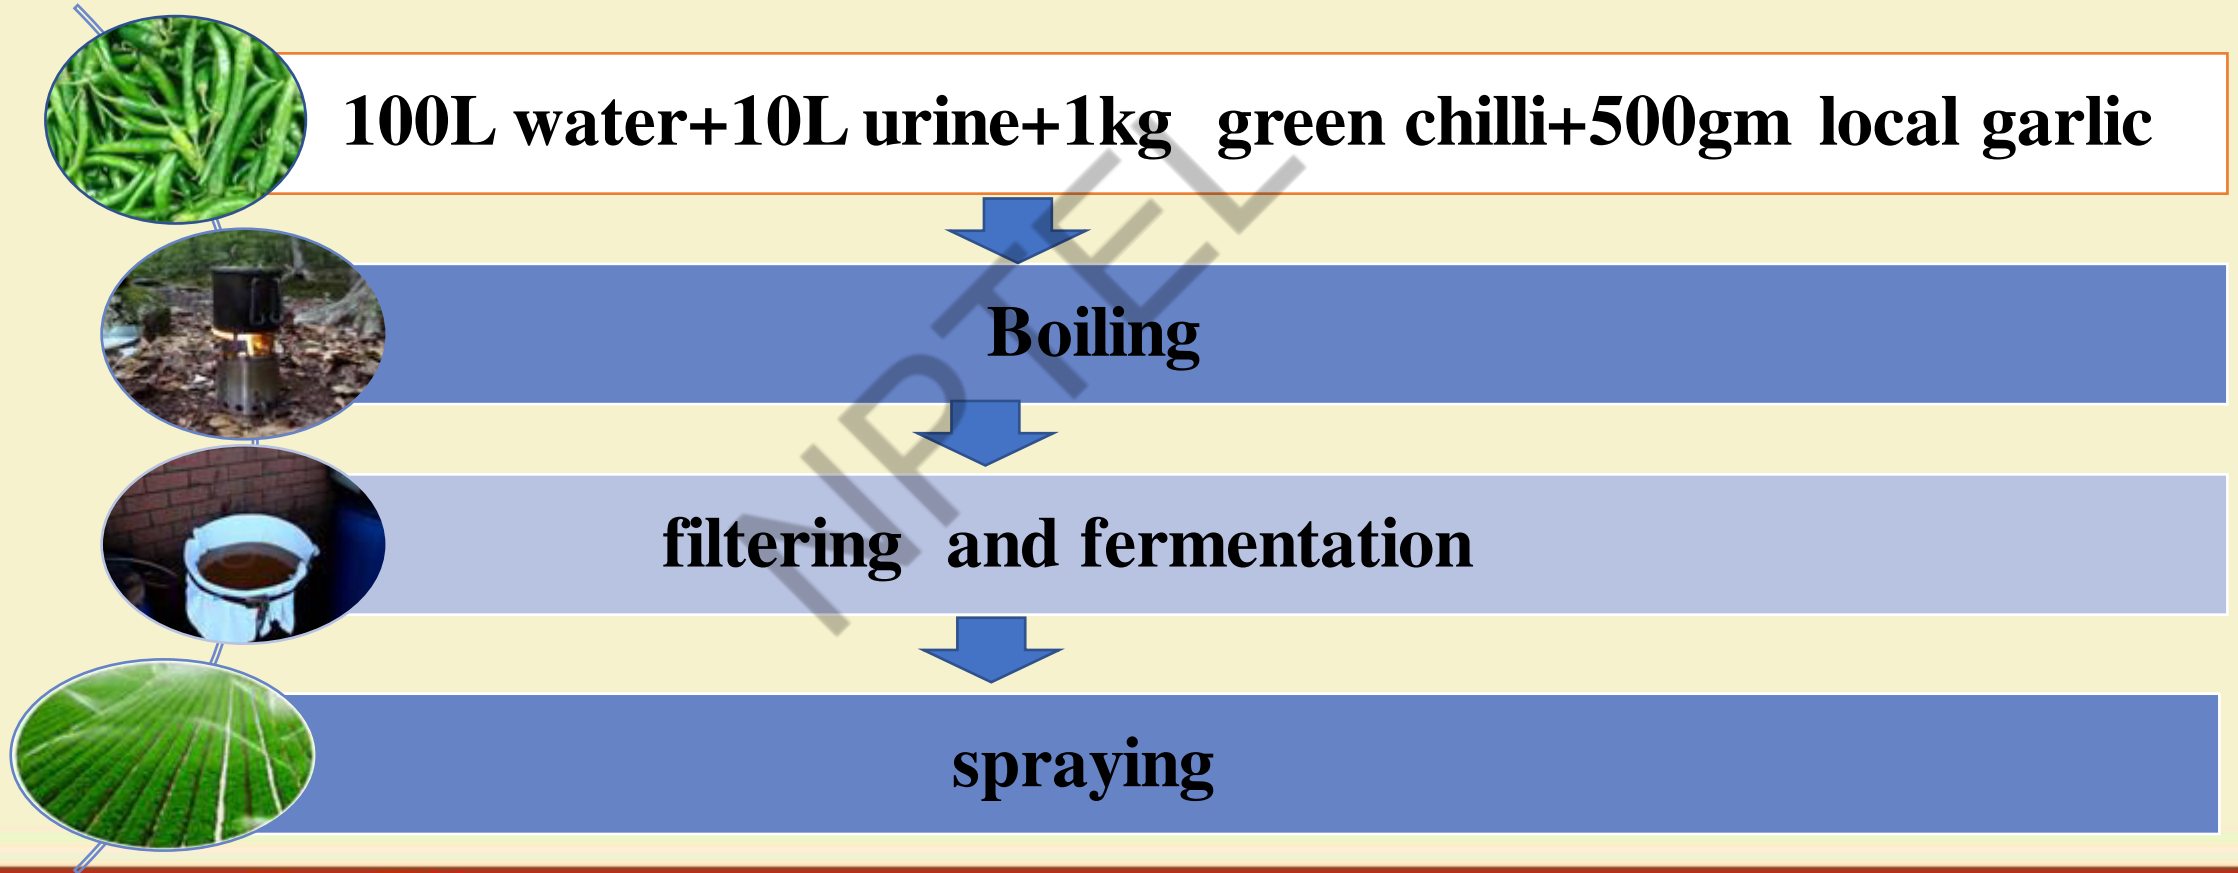 100L water+10L urine+1kg green chilli+500gm local garlic
Boiling
filtering and fermentation
spraying
NPTEL